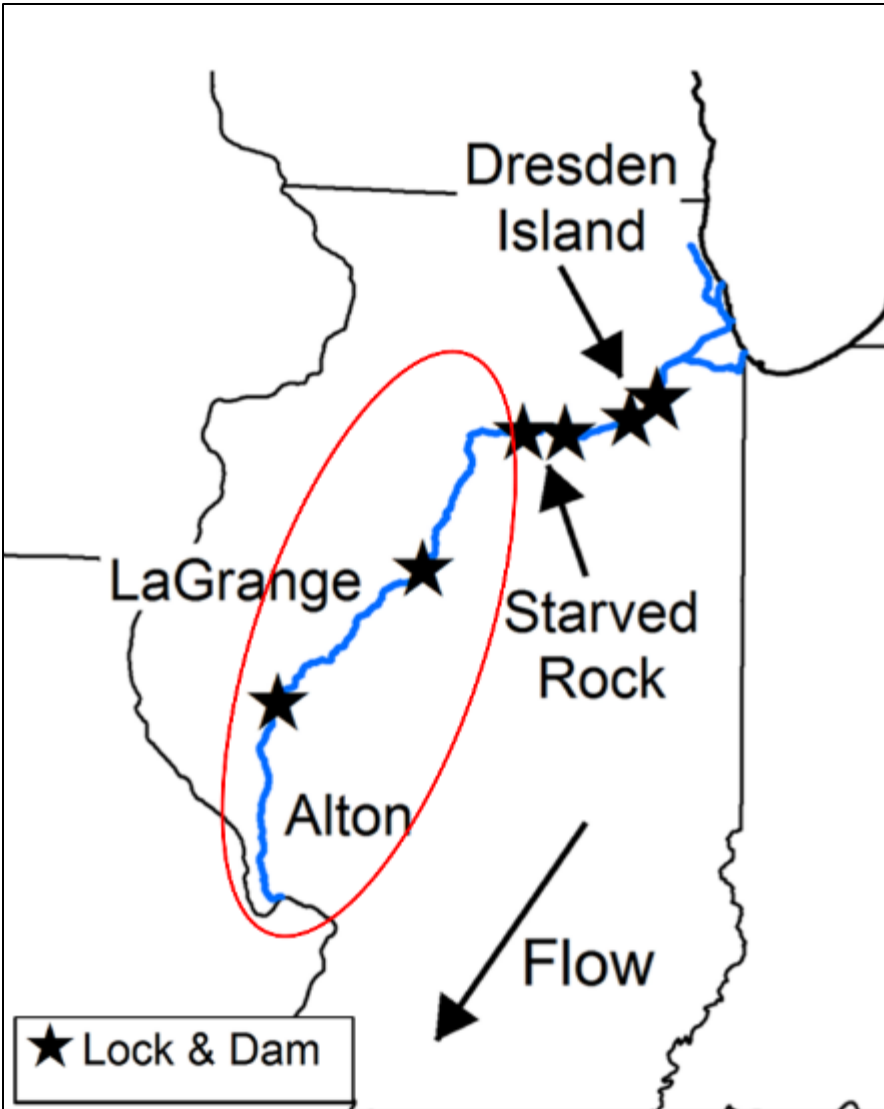 Dresden
Island
LaGrange
Starved
Rock
Alton
Flow
Lock & Dam